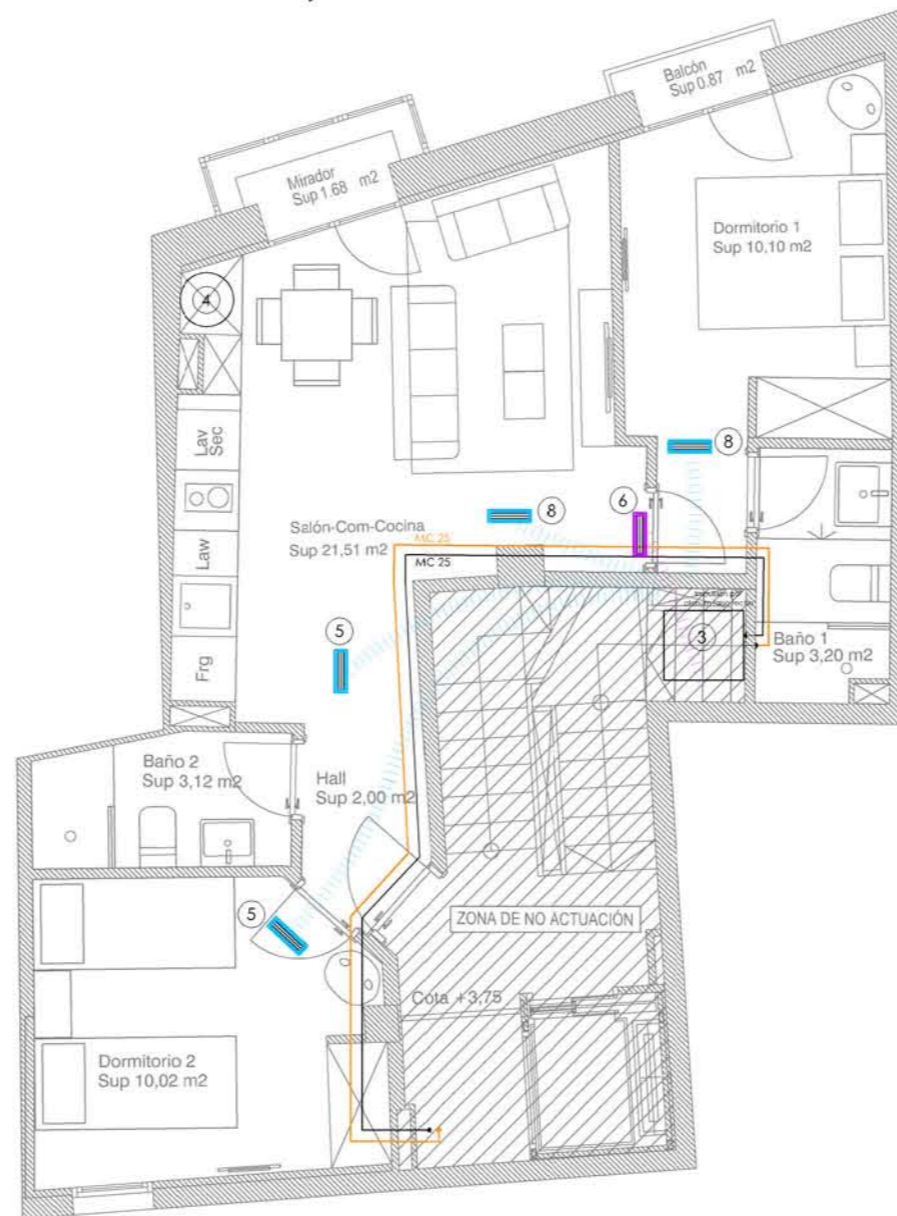 Balcón
Sup 0.87 m2
Mirador
Sup 1.68 m2
Dormitorio 1
Sup 10,10 m2
4
Lav
Sec
8
6
8
Salón-Com-Cocina
Sup 21,51 m2
MC 25
MC 25
Law
5
3
Baño 1
Sup 3,20 m2
Frg
Baño 2
Sup 3,12 m2
Hall
Sup 2,00 m2
5
ZONA DE NO ACTUACIÓN
Cota +3,75
Dormitorio 2
Sup 10,02 m2